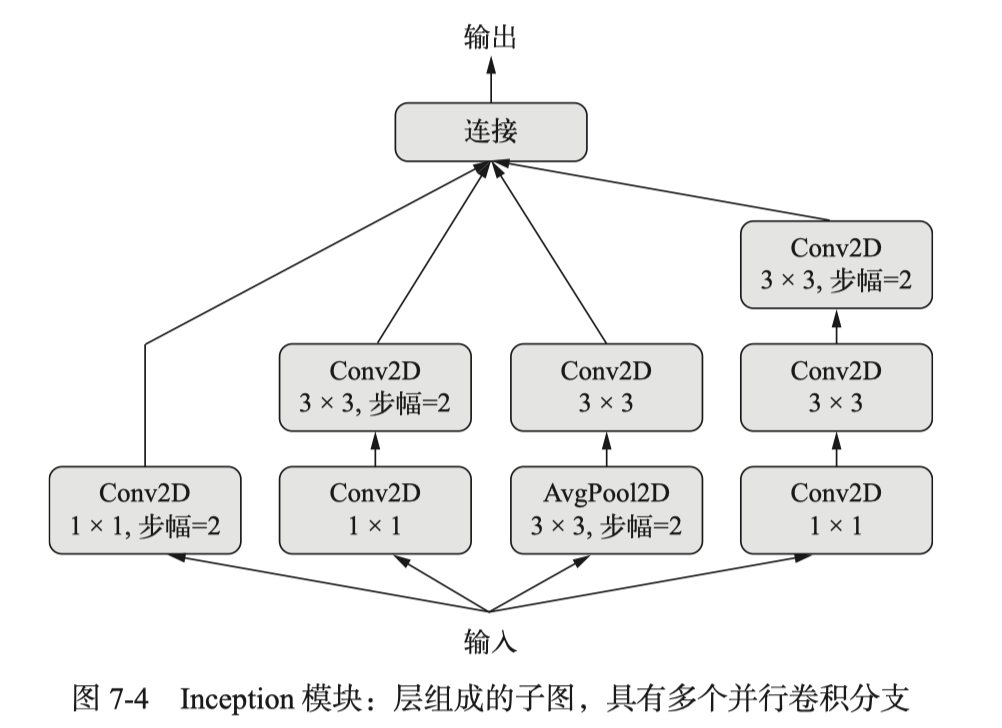 输出
连接
Conv2D
3 × 3, 步幅=2
Conv2D
3 × 3, 步幅=2
Conv2D
3 × 3
Conv2D
3 × 3
Conv2D
1 × 1, 步幅=2
Conv2D
1 × 1
AvgPool2D
3 × 3, 步幅=2
Conv2D
1 × 1
输入
图 7-4 Inception 模块：层组成的子图，具有多个并行卷积分支